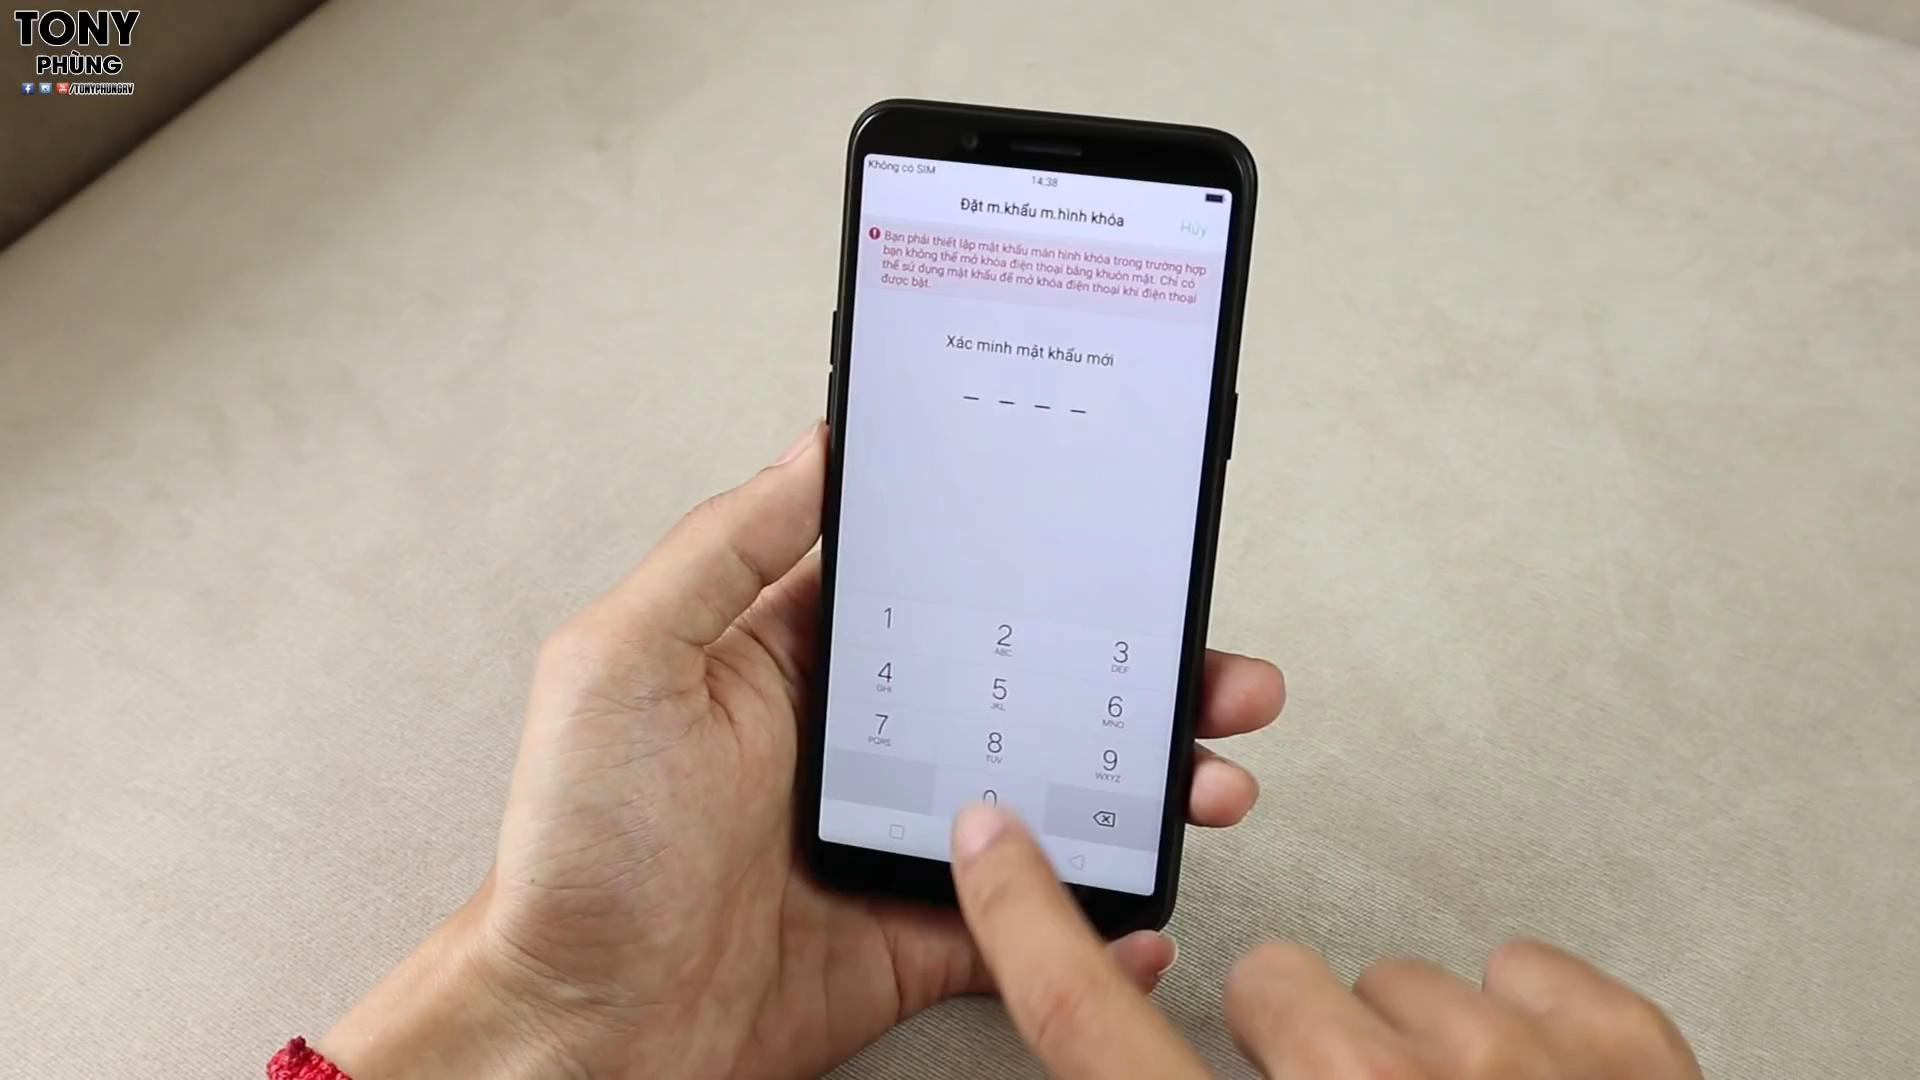 TONY
PHÙNG
/TONYPHUNGRV
Không có SIM
14:38
Đặt m.khẩu m.hình khóa
Hủy
Bạn phải thiết lập mật khẩu màn hình khóa trong trường hợp
bạn không thể mở khóa điện thoại bằng khuôn mặt. Chỉ có
thể sử dụng mật khẩu để mở khóa điện thoại khi điện thoại
được bật.
Xác minh mật khẩu mới
1
2
ABC
3
DEF
4
GHI
5
JKL
6
MNO
7
PQRS
8
TUV
9
WXYZ
0